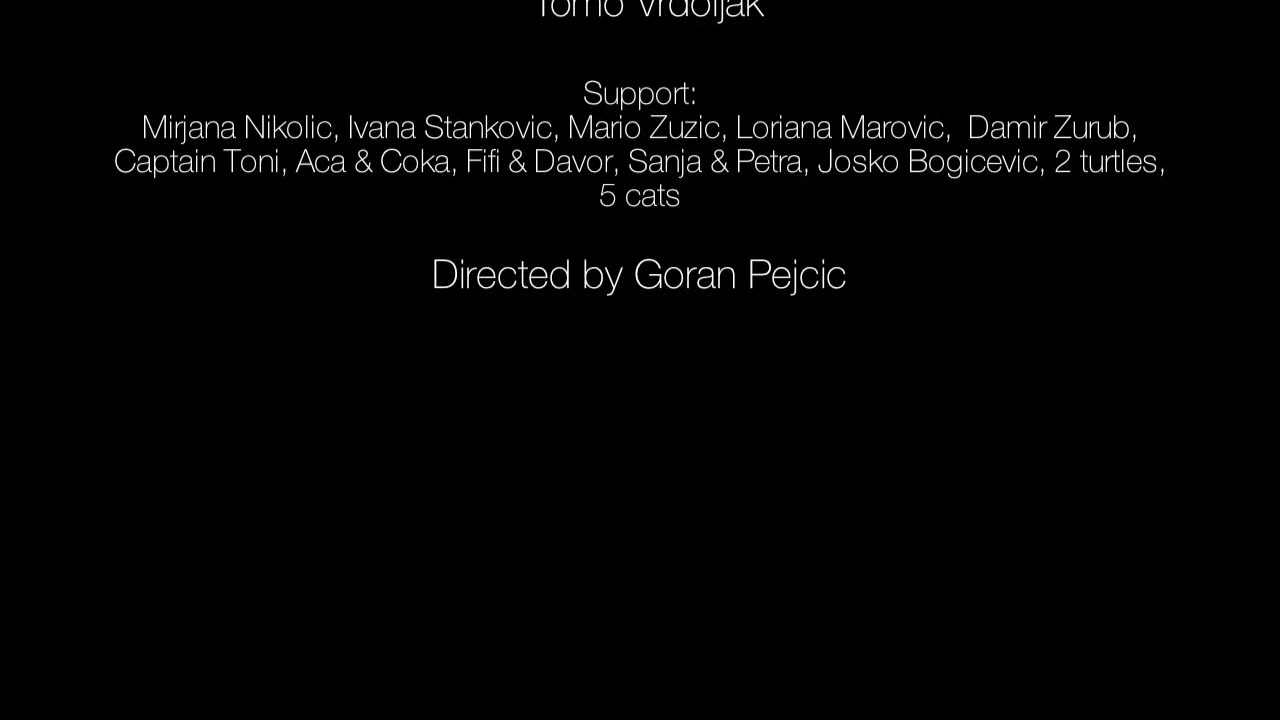 Tomo Vrdoljak
Support:
Mirjana Nikolic, Ivana Stankovic, Mario Zuzic, Loriana Marovic,  Damir Zurub,
Captain Toni, Aca & Coka, Fifi & Davor, Sanja & Petra, Josko Bogicevic, 2 turtles,
5 cats
Directed by Goran Pejcic